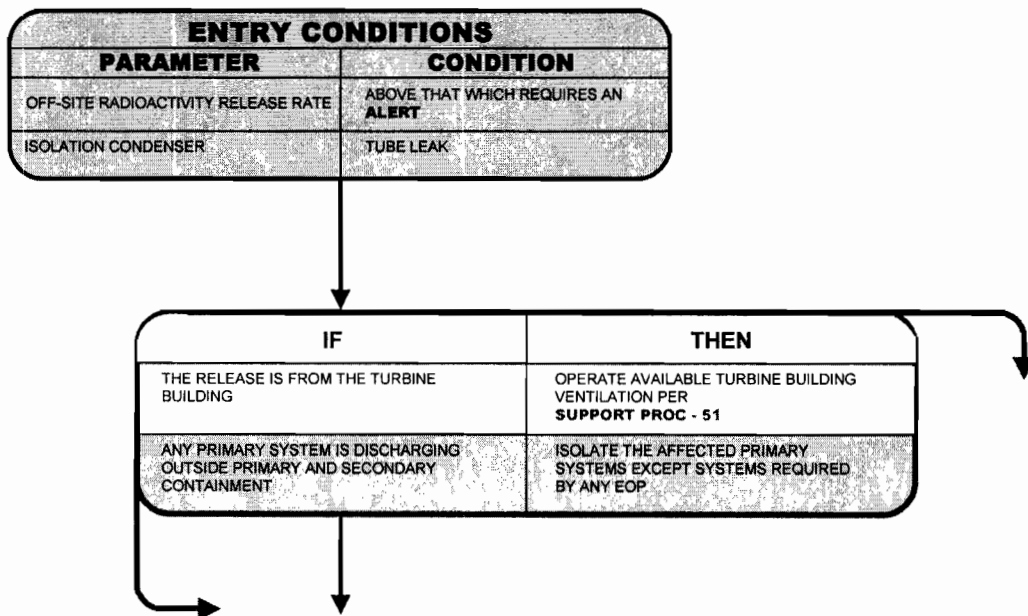 ENTRY CONDITIONS
PARAMETER
CONDITION
OFF-SITE RADIOACTIVITY RELEASE RATE
ABOVE THAT WHICH REQUIRES AN
ALERT
ISOLATION CONDENSER
TUBE LEAK
IF
THEN
THE RELEASE IS FROM THE TURBINE
BUILDING
OPERATE AVAILABLE TURBINE BUILDING
VENTILATION PER
SUPPORT PROC - 51
ANY PRIMARY SYSTEM IS DISCHARGING
OUTSIDE PRIMARY AND SECONDARY
CONTAINMENT
ISOLATE THE AFFECTED PRIMARY
SYSTEMS EXCEPT SYSTEMS REQUIRED
BY ANY EOP